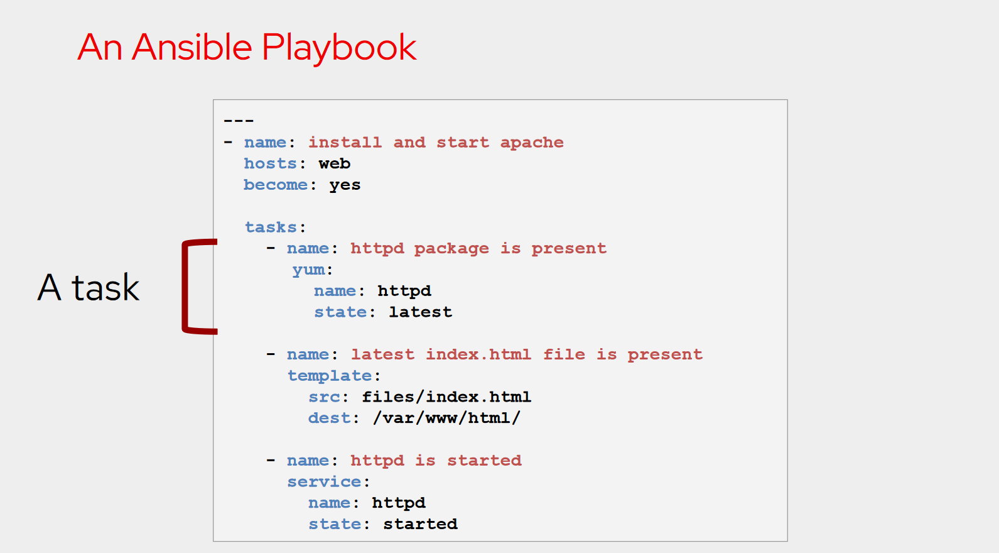 An Ansible Playbook
---
- name: install and start apache
  hosts: web
  become: yes

  tasks:
A task
    - name: httpd package is present
      yum:
        name: httpd
        state: latest

    - name: latest index.html file is present
      template:
        src: files/index.html
        dest: /var/www/html/

    - name: httpd is started
      service:
        name: httpd
        state: started